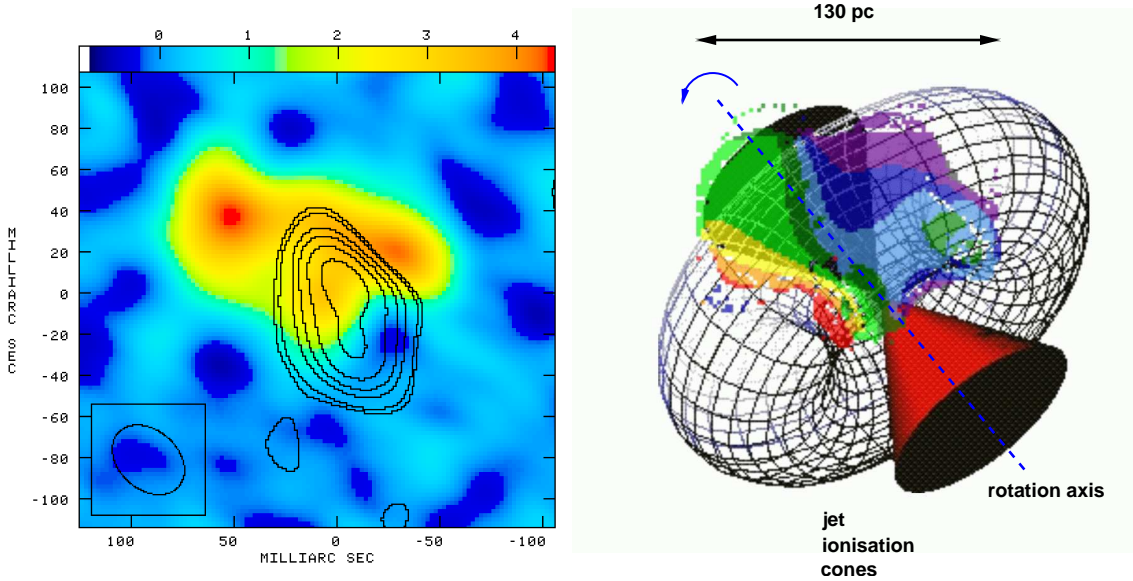 0 1 2 3 4
100
80
60
40
20
0
-20
-40
-60
-80
-100
MILLIARC SEC
100 50 0 -50 -100
MILLIARC SEC
130 pc
rotation axis
jet
ionisation
cones